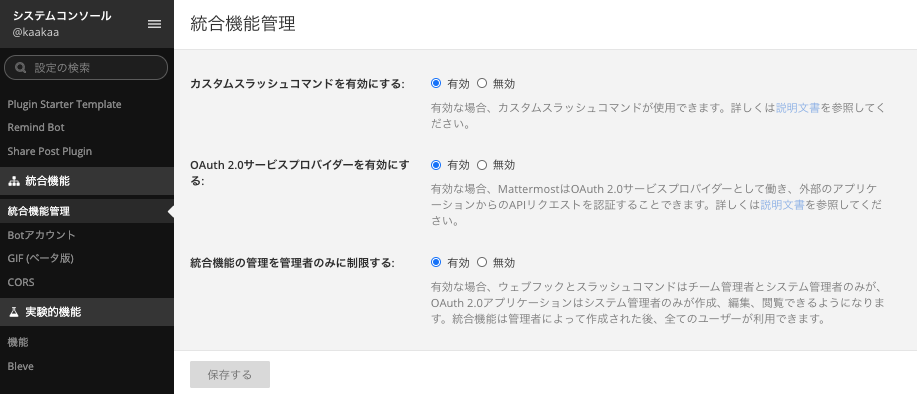 システムコンソール
@kaakaa
設定の検索
Plugin Starter Template
Remind Bot
Share Post Plugin
統合機能
統合機能管理
Botアカウント
GIF (ベータ版)
CORS
実験的機能
機能
Bleve
統合機能管理
カスタムスラッシュコマンドを有効にする:
有効 無効
有効な場合、カスタムスラッシュコマンドが使用できます。詳しくは説明文書を参照してく
ださい。
OAuth 2.0サービスプロバイダーを有効にす
る:
有効 無効
有効な場合、MattermostはOAuth 2.0サービスプロバイダーとして働き、外部のアプリケ
ーションからのAPIリクエストを認証することできます。詳しくは説明文書を参照してくだ
さい。
統合機能の管理を管理者のみに制限する:
有効 無効
有効な場合、ウェブフックとスラッシュコマンドはチーム管理者とシステム管理者のみが、
OAuth 2.0アプリケーションはシステム管理者のみが作成、編集、閲覧できるようになりま
す。統合機能は管理者によって作成された後、全てのユーザーが利用できます。
保存する